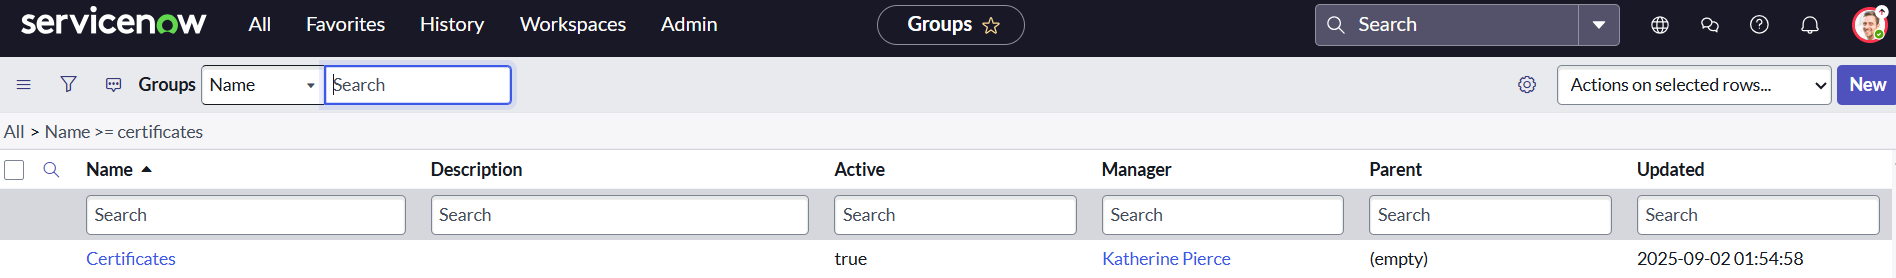 servicenow All Favorites History Workspaces Admin Groups Search
Groups Name Search Actions on selected rows... New
All > Name >= certificates
Name Description Active Manager Parent Updated
Search Search Search Search Search Search
Certificates true Katherine Pierce (empty) 2025-09-02 01:54:58